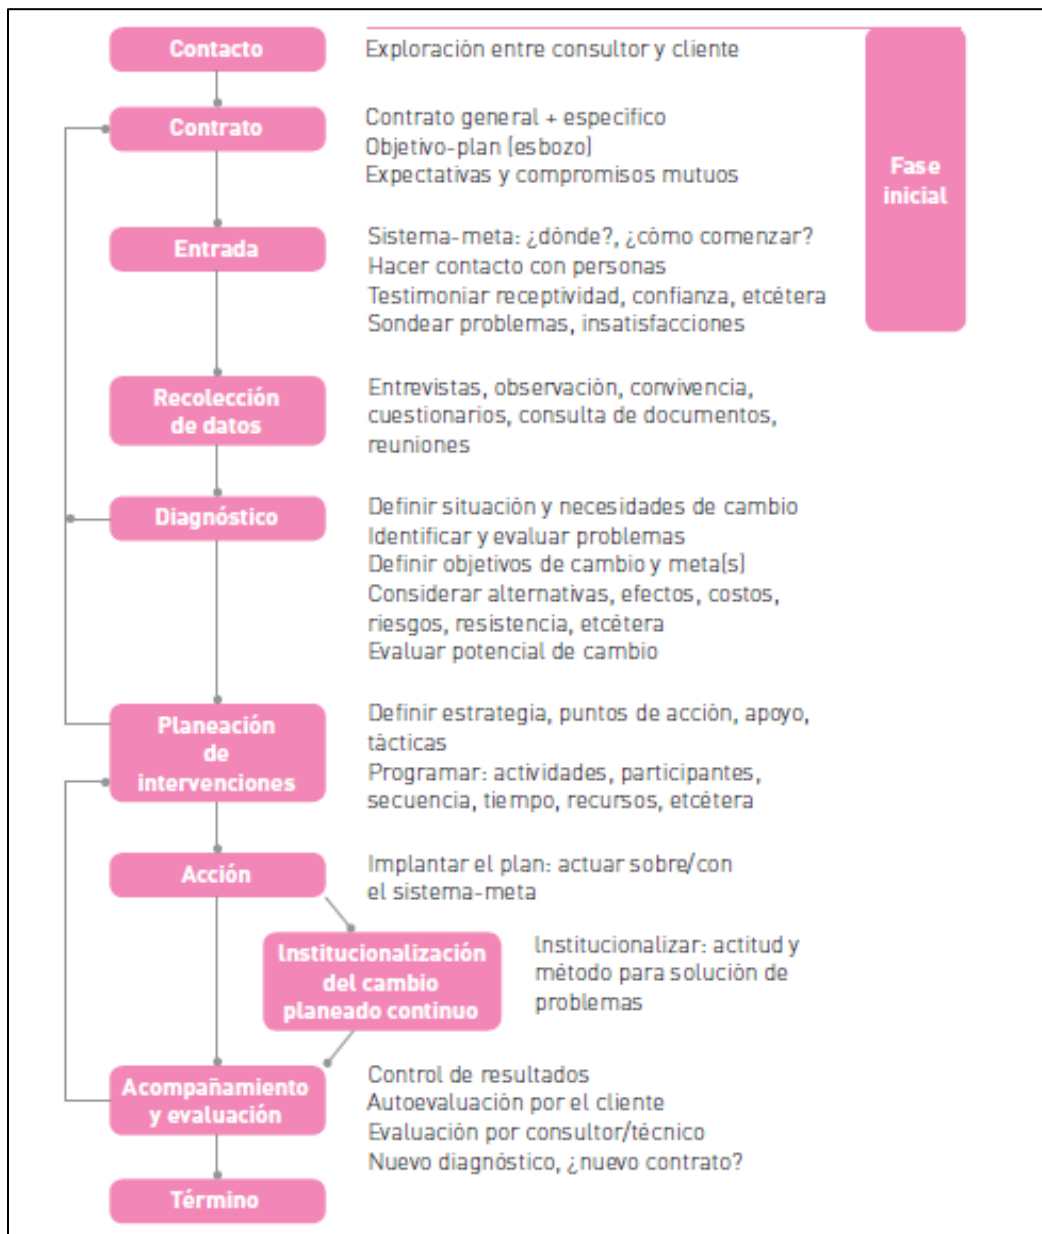 Contacto
Exploración entre consultor y cliente
Contrato
Contrato general + específico
Objetivo-plan (esbozo)
Expectativas y compromisos mutuos
Fase
inicial
Entrada
Sistema-meta: ¿dónde?, ¿cómo comenzar?
Hacer contacto con personas
Testimoniar receptividad, confianza, etcétera
Sondear problemas, insatisfacciones
Recolección
de datos
Entrevistas, observación, convivencia,
cuestionarios, consulta de documentos,
reuniones
Diagnóstico
Definir situación y necesidades de cambio
Identificar y evaluar problemas
Definir objetivos de cambio y meta(s)
Considerar alternativas, efectos, costos,
riesgos, resistencia, etcétera
Evaluar potencial de cambio
Planeación
de
intervenciones
Definir estrategia, puntos de acción, apoyo,
tácticas
Programar: actividades, participantes,
secuencia, tiempo, recursos, etcétera
Acción
Implantar el plan: actuar sobre/con
el sistema-meta
Institucionalización
del cambio
planeado continuo
Institucionalizar: actitud y
método para solución de
problemas
Acompañamiento
y evaluación
Control de resultados
Autoevaluación por el cliente
Evaluación por consultor/técnico
Nuevo diagnóstico, ¿nuevo contrato?
Término